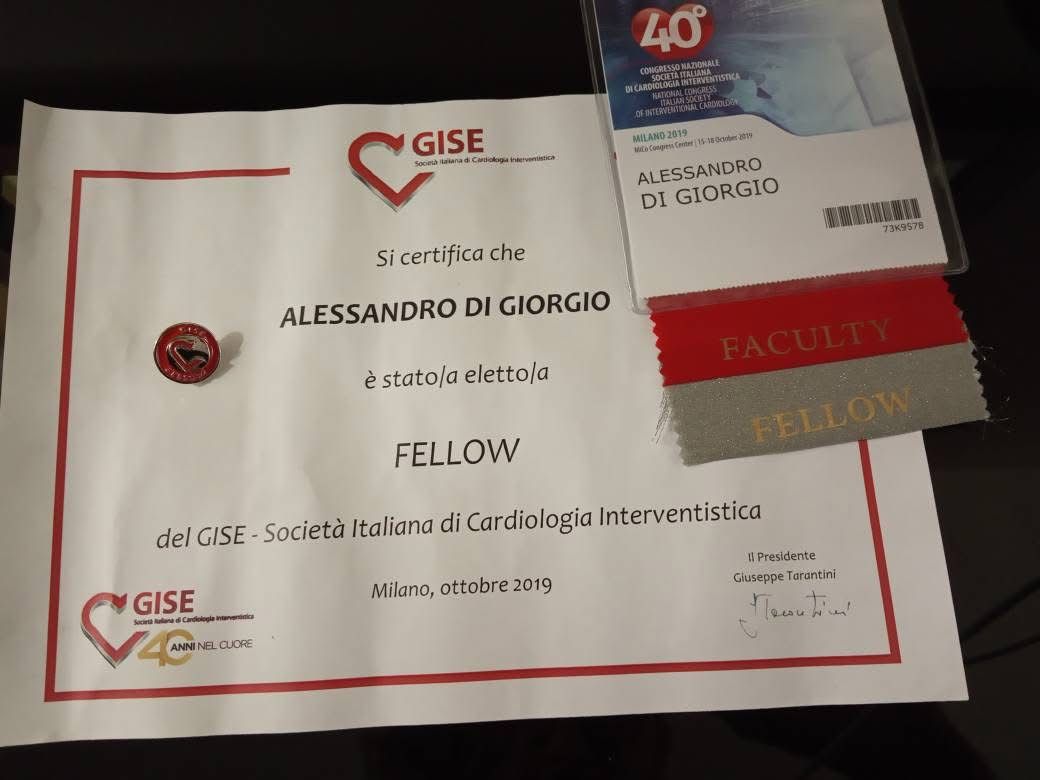 GISE
Società Italiana di Cardiologia Interventistica
Si certifica che
ALESSANDRO DI GIORGIO
è stato/a eletto/a
FELLOW
del GISE - Società Italiana di Cardiologia Interventistica
Milano, ottobre 2019
Il Presidente
Giuseppe Tarantini
GISE
Società Italiana di Cardiologia Interventistica
40 ANNI NEL CUORE
GISE
40°
CONGRESSO NAZIONALE
SOCIETÀ ITALIANA
DI CARDIOLOGIA INTERVENTISTICA
NATIONAL CONGRESS
ITALIAN SOCIETY
OF INTERVENTIONAL CARDIOLOGY
MILANO 2019
MiCo Congress Center | 15-18 October 2019
ALESSANDRO
DI GIORGIO
73K9578
FACULTY
FELLOW